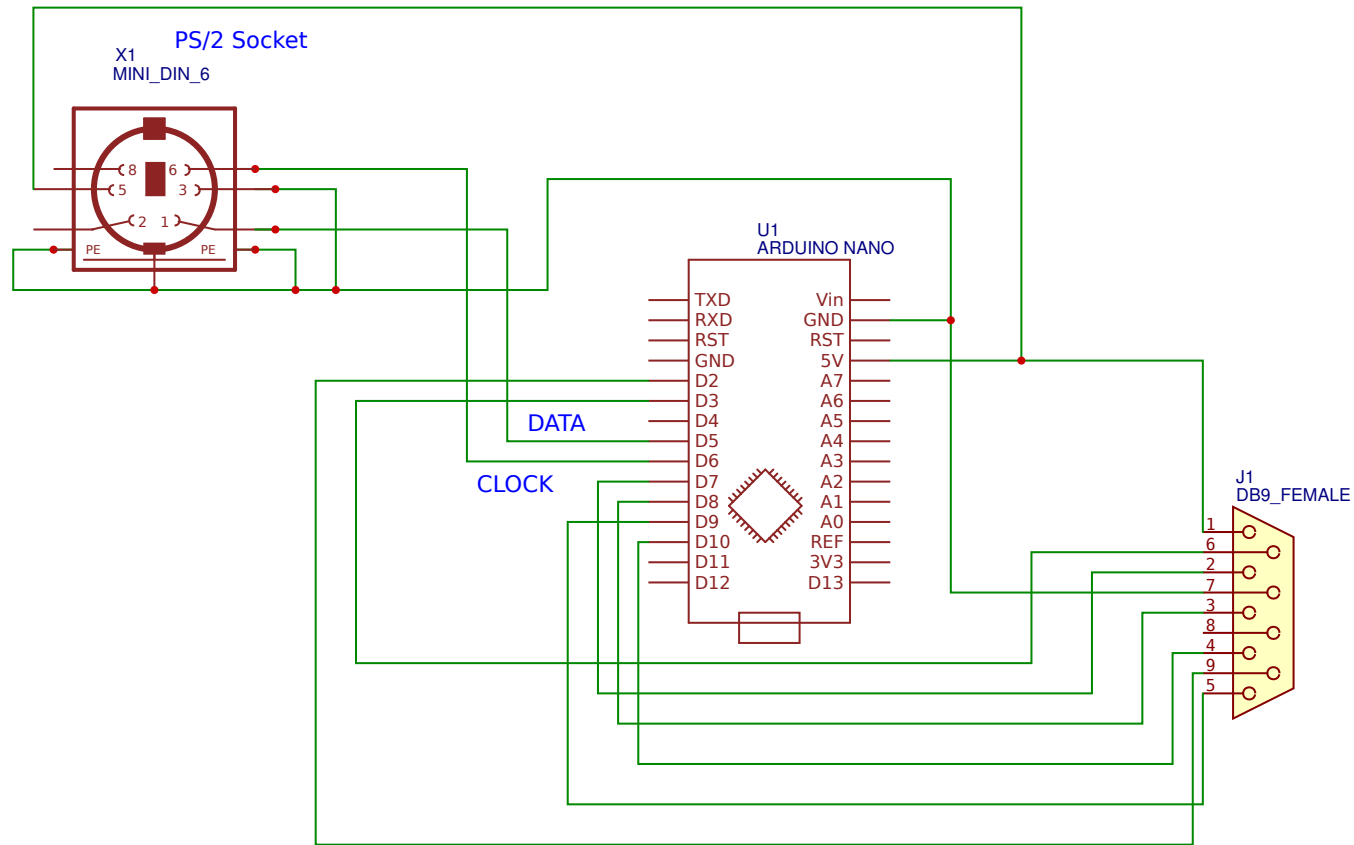 PS/2 Socket
X1
MINI_DIN_6
8 6
5 3
2 1
PE PE
U1
ARDUINO NANO
TXD Vin
RXD GND
RST RST
GND 5V
D2 A7
D3 A6
D4 A5
D5 A4
D6 A3
D7 A2
D8 A1
D9 A0
D10 REF
D11 3V3
D12 D13
DATA
CLOCK
J1
DB9_FEMALE
1
6
2
7
3
8
4
9
5